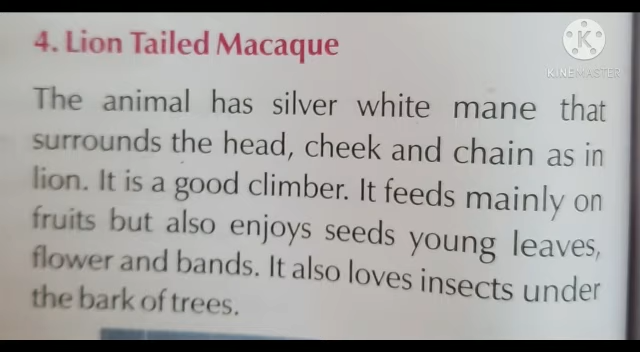 4. Lion Tailed Macaque
The animal has silver white mane that
surrounds the head, cheek and chain as in
lion. It is a good climber. It feeds mainly on
fruits but also enjoys seeds young leaves,
flower and bands. It also loves insects under
the bark of trees.
K
KINEMASTER